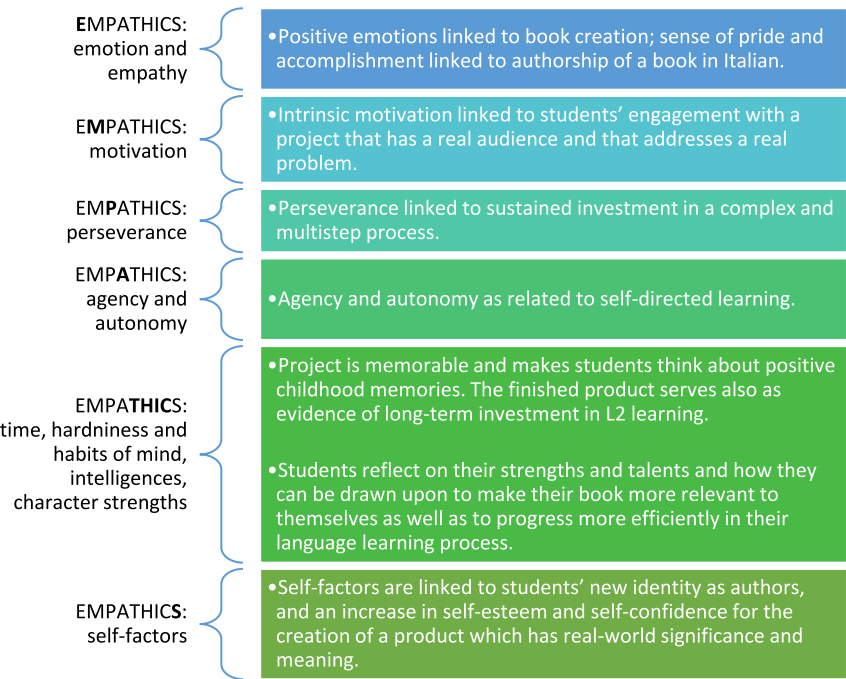 EMPATHICS:
emotion and
empathy
•Positive emotions linked to book creation; sense of pride and
accomplishment linked to authorship of a book in Italian.
EMPATHICS:
motivation
•Intrinsic motivation linked to students’ engagement with a
project that has a real audience and that addresses a real
problem.
EMPATHICS:
perseverance
•Perseverance linked to sustained investment in a complex and
multistep process.
EMPATHICS:
agency and
autonomy
•Agency and autonomy as related to self-directed learning.
EMPATHICS:
time, hardniness and
habits of mind,
intelligences,
character strengths
•Project is memorable and makes students think about positive
childhood memories. The finished product serves also as
evidence of long-term investment in L2 learning.
•Students reflect on their strengths and talents and how they
can be drawn upon to make their book more relevant to
themselves as well as to progress more efficiently in their
language learning process.
EMPATHICS:
self-factors
•Self-factors are linked to students’ new identity as authors,
and an increase in self-esteem and self-confidence for the
creation of a product which has real-world significance and
meaning.